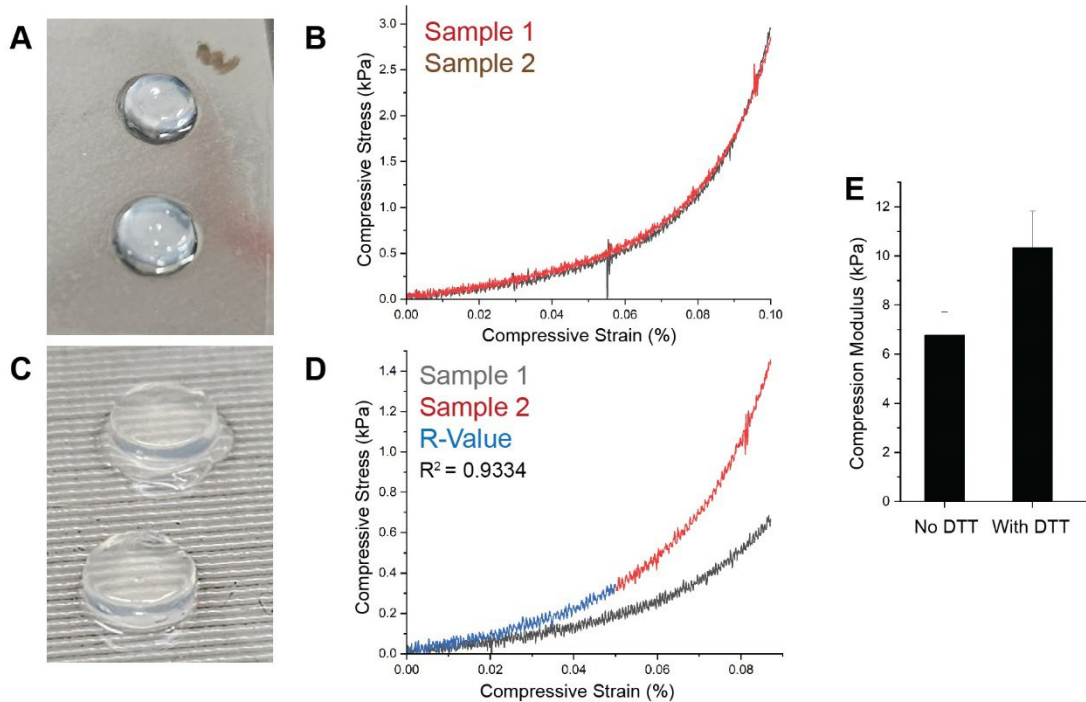 A
B
Sample 1
Sample 2
Compressive Stress (kPa)
3.0
2.5
2.0
1.5
1.0
0.5
0.0
0.00 0.02 0.04 0.06 0.08 0.10
Compressive Strain (%)
C
D
Sample 1
Sample 2
R-Value
R² = 0.9334
Compressive Stress (kPa)
1.4
1.2
1.0
0.8
0.6
0.4
0.2
0.0
0.00 0.02 0.04 0.06 0.08
Compressive Strain (%)
E
Compression Modulus (kPa)
12
10
8
6
4
2
0
No DTT With DTT